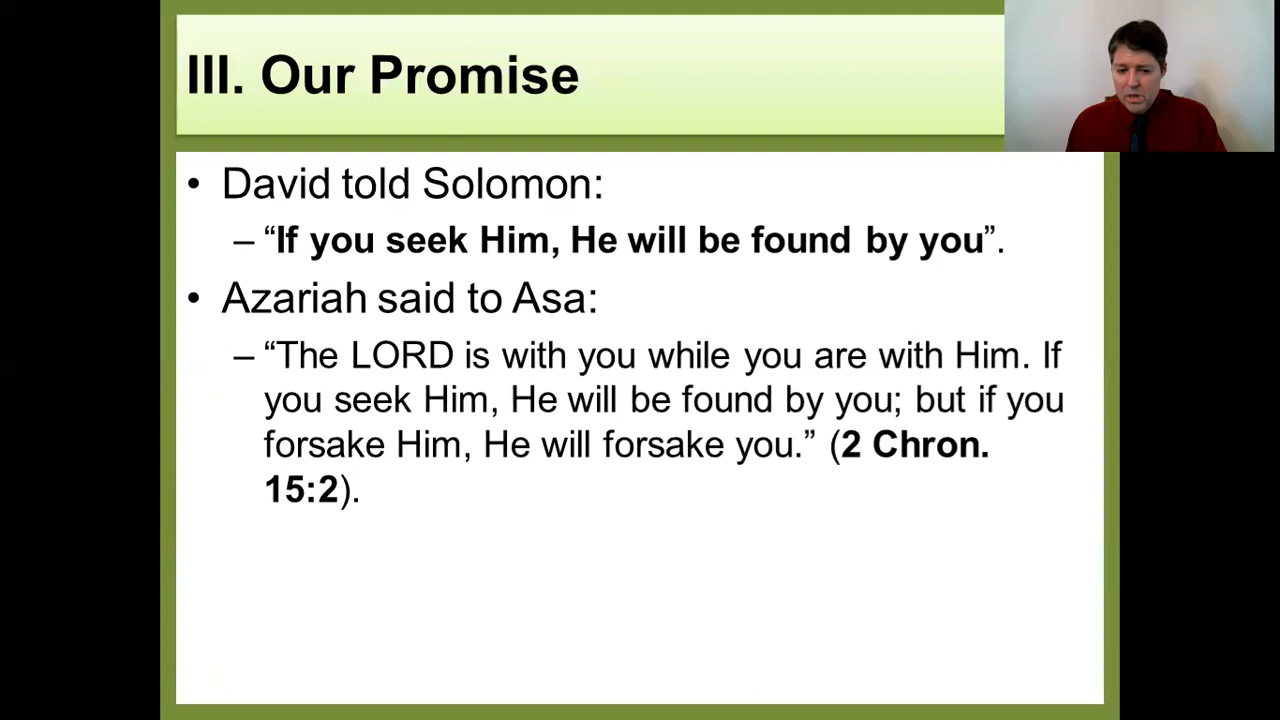 III. Our Promise
• David told Solomon:
– “If you seek Him, He will be found by you”.
• Azariah said to Asa:
– “The LORD is with you while you are with Him. If
you seek Him, He will be found by you; but if you
forsake Him, He will forsake you.” (2 Chron.
15:2).